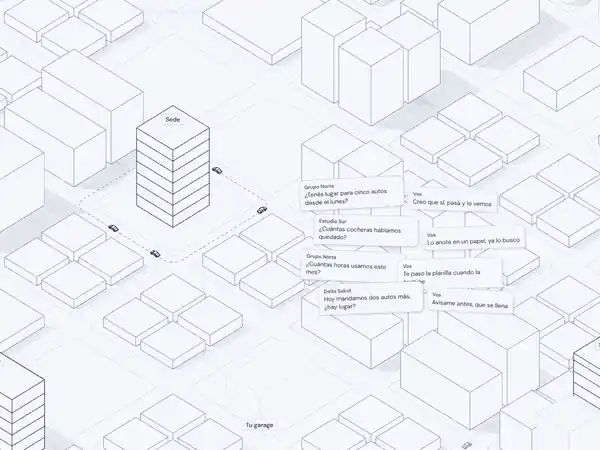 Sede
Grupo Norte
¿Tenés lugar para cinco autos
desde el lunes?
Vos
Creo que sí, pasá y lo vemos
Estudio Sur
¿Cuántas cocheras habíamos
quedado?
Vos
Lo anoté en un papel, ya lo busco
Grupo Norte
¿Cuántas horas usamos este
mes?
Vos
Te paso la planilla cuando la
Delta Salud
Hoy mandamos dos autos más,
¿hay lugar?
Vos
Avisame antes, que se llena
Tu garage